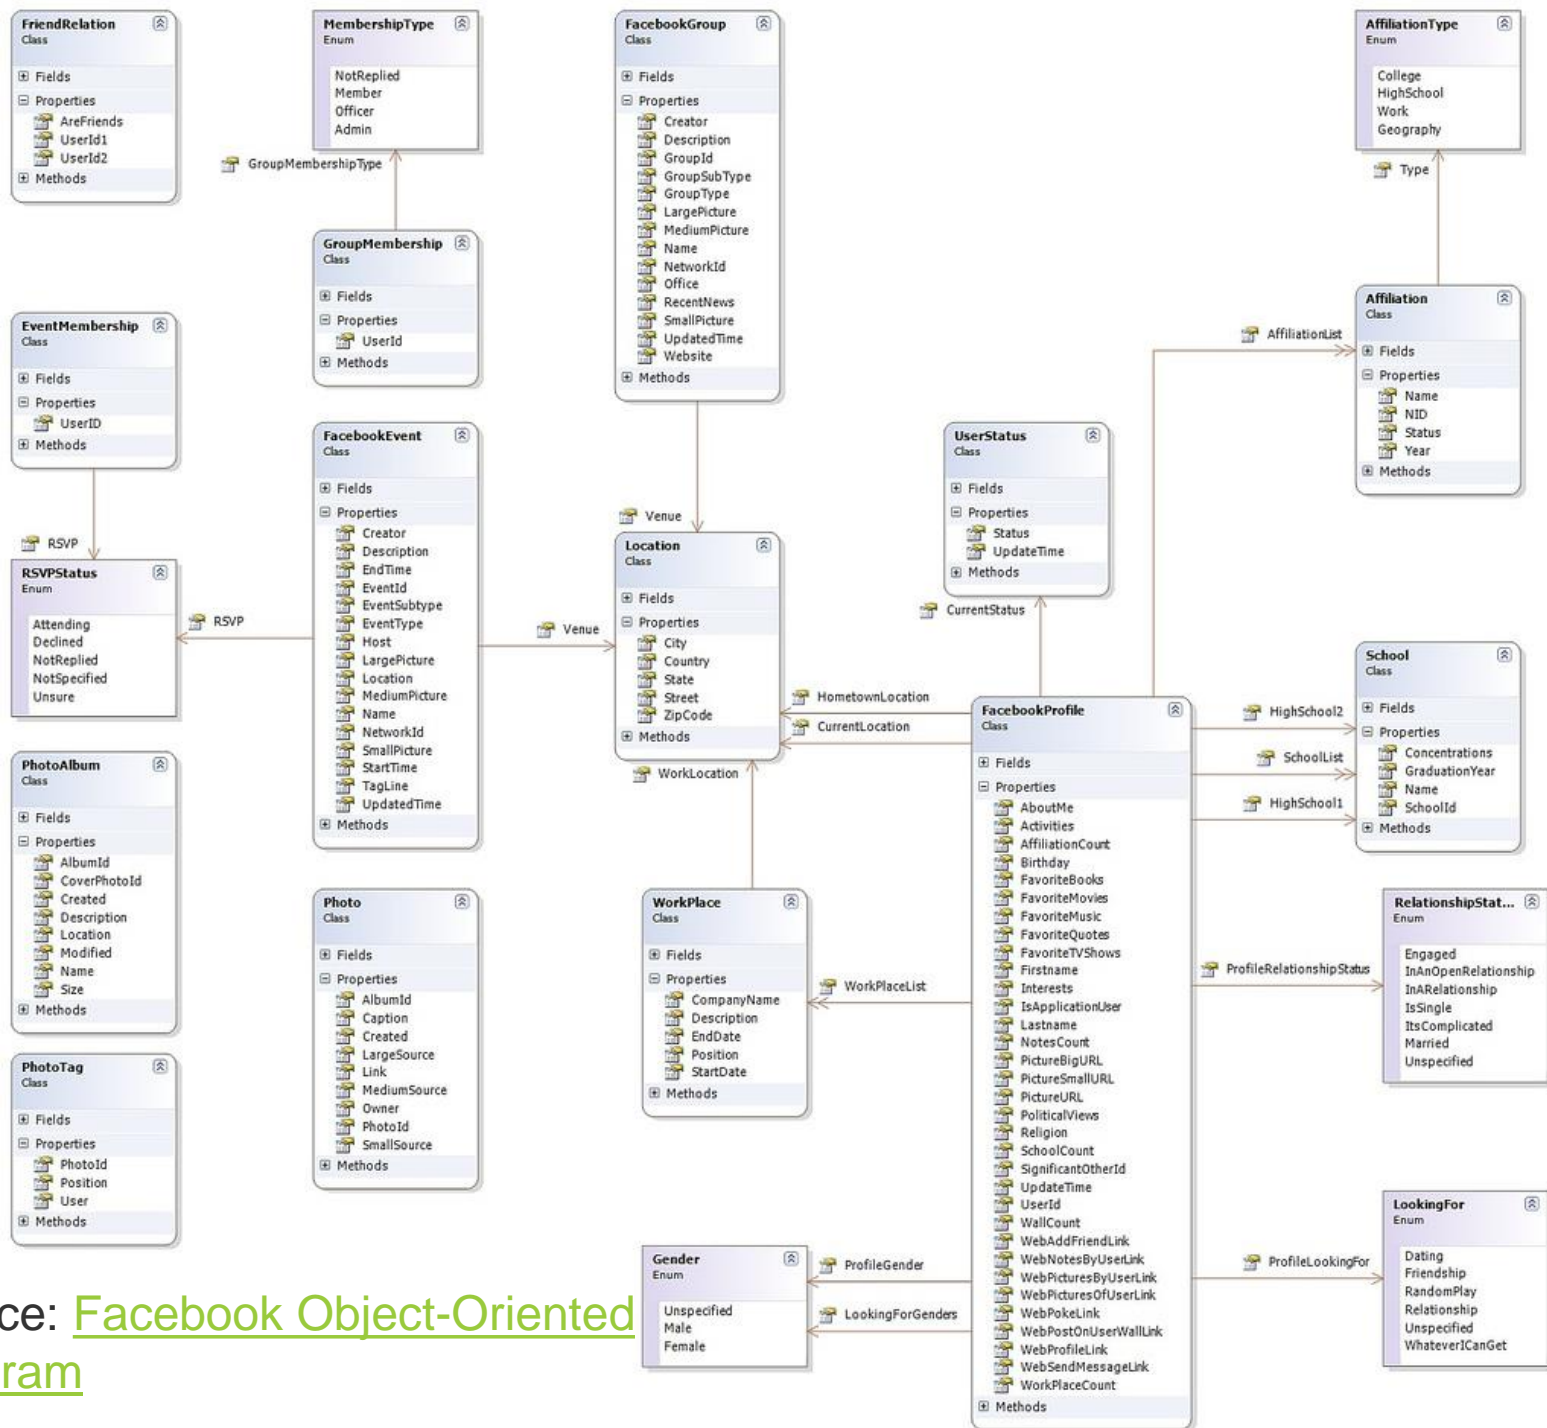 FriendRelation
Class
Fields
Properties
AreFriends
UserId1
UserId2
Methods
MembershipType
Enum
NotReplied
Member
Officer
Admin
GroupMembershipType
GroupMembership
Class
Fields
Properties
UserId
Methods
FacebookGroup
Class
Fields
Properties
Creator
Description
GroupId
GroupSubType
GroupType
LargePicture
MediumPicture
Name
NetworkId
Office
RecentNews
SmallPicture
UpdatedTime
Website
Methods
AffiliationType
Enum
College
HighSchool
Work
Geography
Type
Affiliation
Class
Fields
Properties
Name
NID
Status
Year
Methods
AffiliationList
EventMembership
Class
Fields
Properties
UserID
Methods
RSVP
RSVPStatus
Enum
Attending
Declined
NotReplied
NotSpecified
Unsure
RSVP
FacebookEvent
Class
Fields
Properties
Creator
Description
EndTime
EventId
EventSubtype
EventType
Host
LargePicture
Location
MediumPicture
Name
NetworkId
SmallPicture
StartTime
TagLine
UpdatedTime
Methods
Venue
Venue
Location
Class
Fields
Properties
City
Country
State
Street
ZipCode
Methods
UserStatus
Class
Fields
Properties
Status
UpdateTime
Methods
CurrentStatus
HometownLocation
CurrentLocation
WorkLocation
School
Class
Fields
Properties
Concentrations
GraduationYear
Name
SchoolId
Methods
HighSchool2
SchoolList
HighSchool1
PhotoAlbum
Class
Fields
Properties
AlbumId
CoverPhotoId
Created
Description
Location
Modified
Name
Size
Methods
PhotoTag
Class
Fields
Properties
PhotoId
Position
User
Methods
Photo
Class
Fields
Properties
AlbumId
Caption
Created
LargeSource
Link
MediumSource
Owner
PhotoId
SmallSource
Methods
WorkPlace
Class
Fields
Properties
CompanyName
Description
EndDate
Position
StartDate
Methods
WorkPlaceList
FacebookProfile
Class
Fields
Properties
AboutMe
Activities
AffiliationCount
Birthday
FavoriteBooks
FavoriteMovies
FavoriteMusic
FavoriteQuotes
FavoriteTVShows
Firstname
Interests
IsApplicationUser
Lastname
NotesCount
PictureBigURL
PictureSmallURL
PictureURL
PoliticalViews
Religion
SchoolCount
SignificantOtherId
UpdateTime
UserId
WallCount
WebAddFriendLink
WebNotesByUserLink
WebPicturesByUserLink
WebPicturesOfUserLink
WebPokeLink
WebPostOnUserWallLink
WebProfileLink
WebSendMessageLink
WorkPlaceCount
Methods
ProfileRelationshipStatus
RelationshipStat...
Enum
Engaged
InAnOpenRelationship
InARelationship
IsSingle
ItsComplicated
Married
Unspecified
ProfileLookingFor
LookingFor
Enum
Dating
Friendship
RandomPlay
Relationship
Unspecified
WhateverICanGet
Gender
Enum
Unspecified
Male
Female
ProfileGender
LookingForGenders
ce: Facebook Object-Oriented
ram